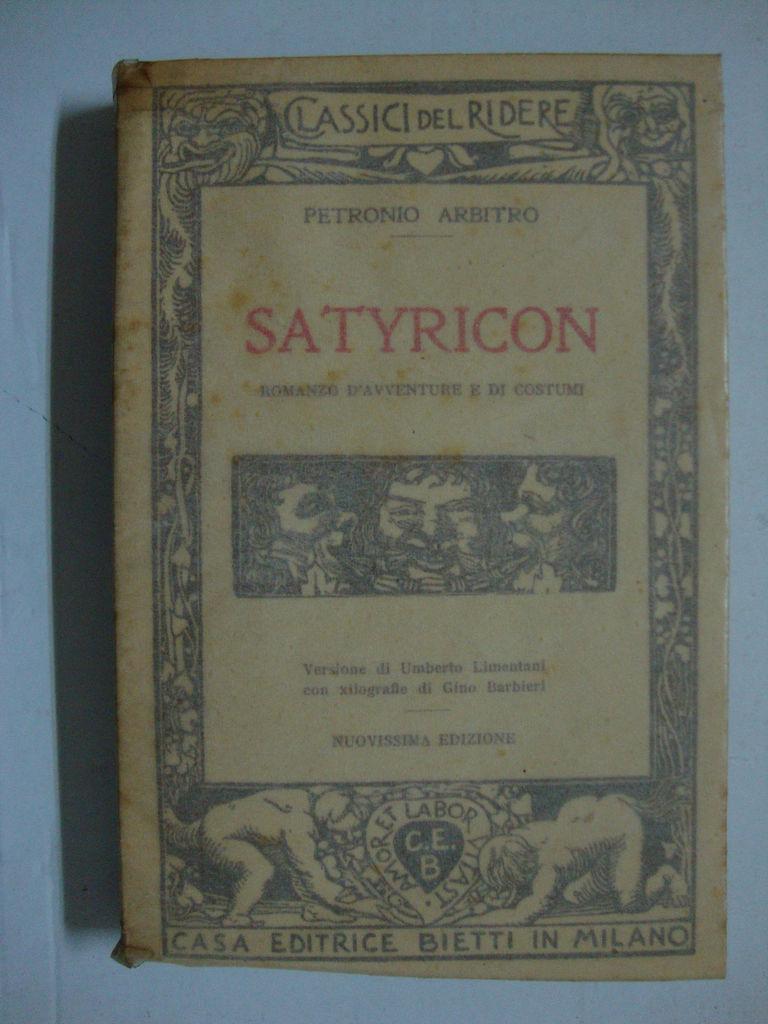 CLASSICI DEL RIDERE
PETRONIO ARBITRO
SATYRICON
ROMANZO D'AVVENTURE E DI COSTUMI
Versione di Umberto Limentani
con xilografie di Gino Barbieri
NUOVISSIMA EDIZIONE
AMOR ET LABOR VITAST
C.E.
B
CASA EDITRICE BIETTI IN MILANO